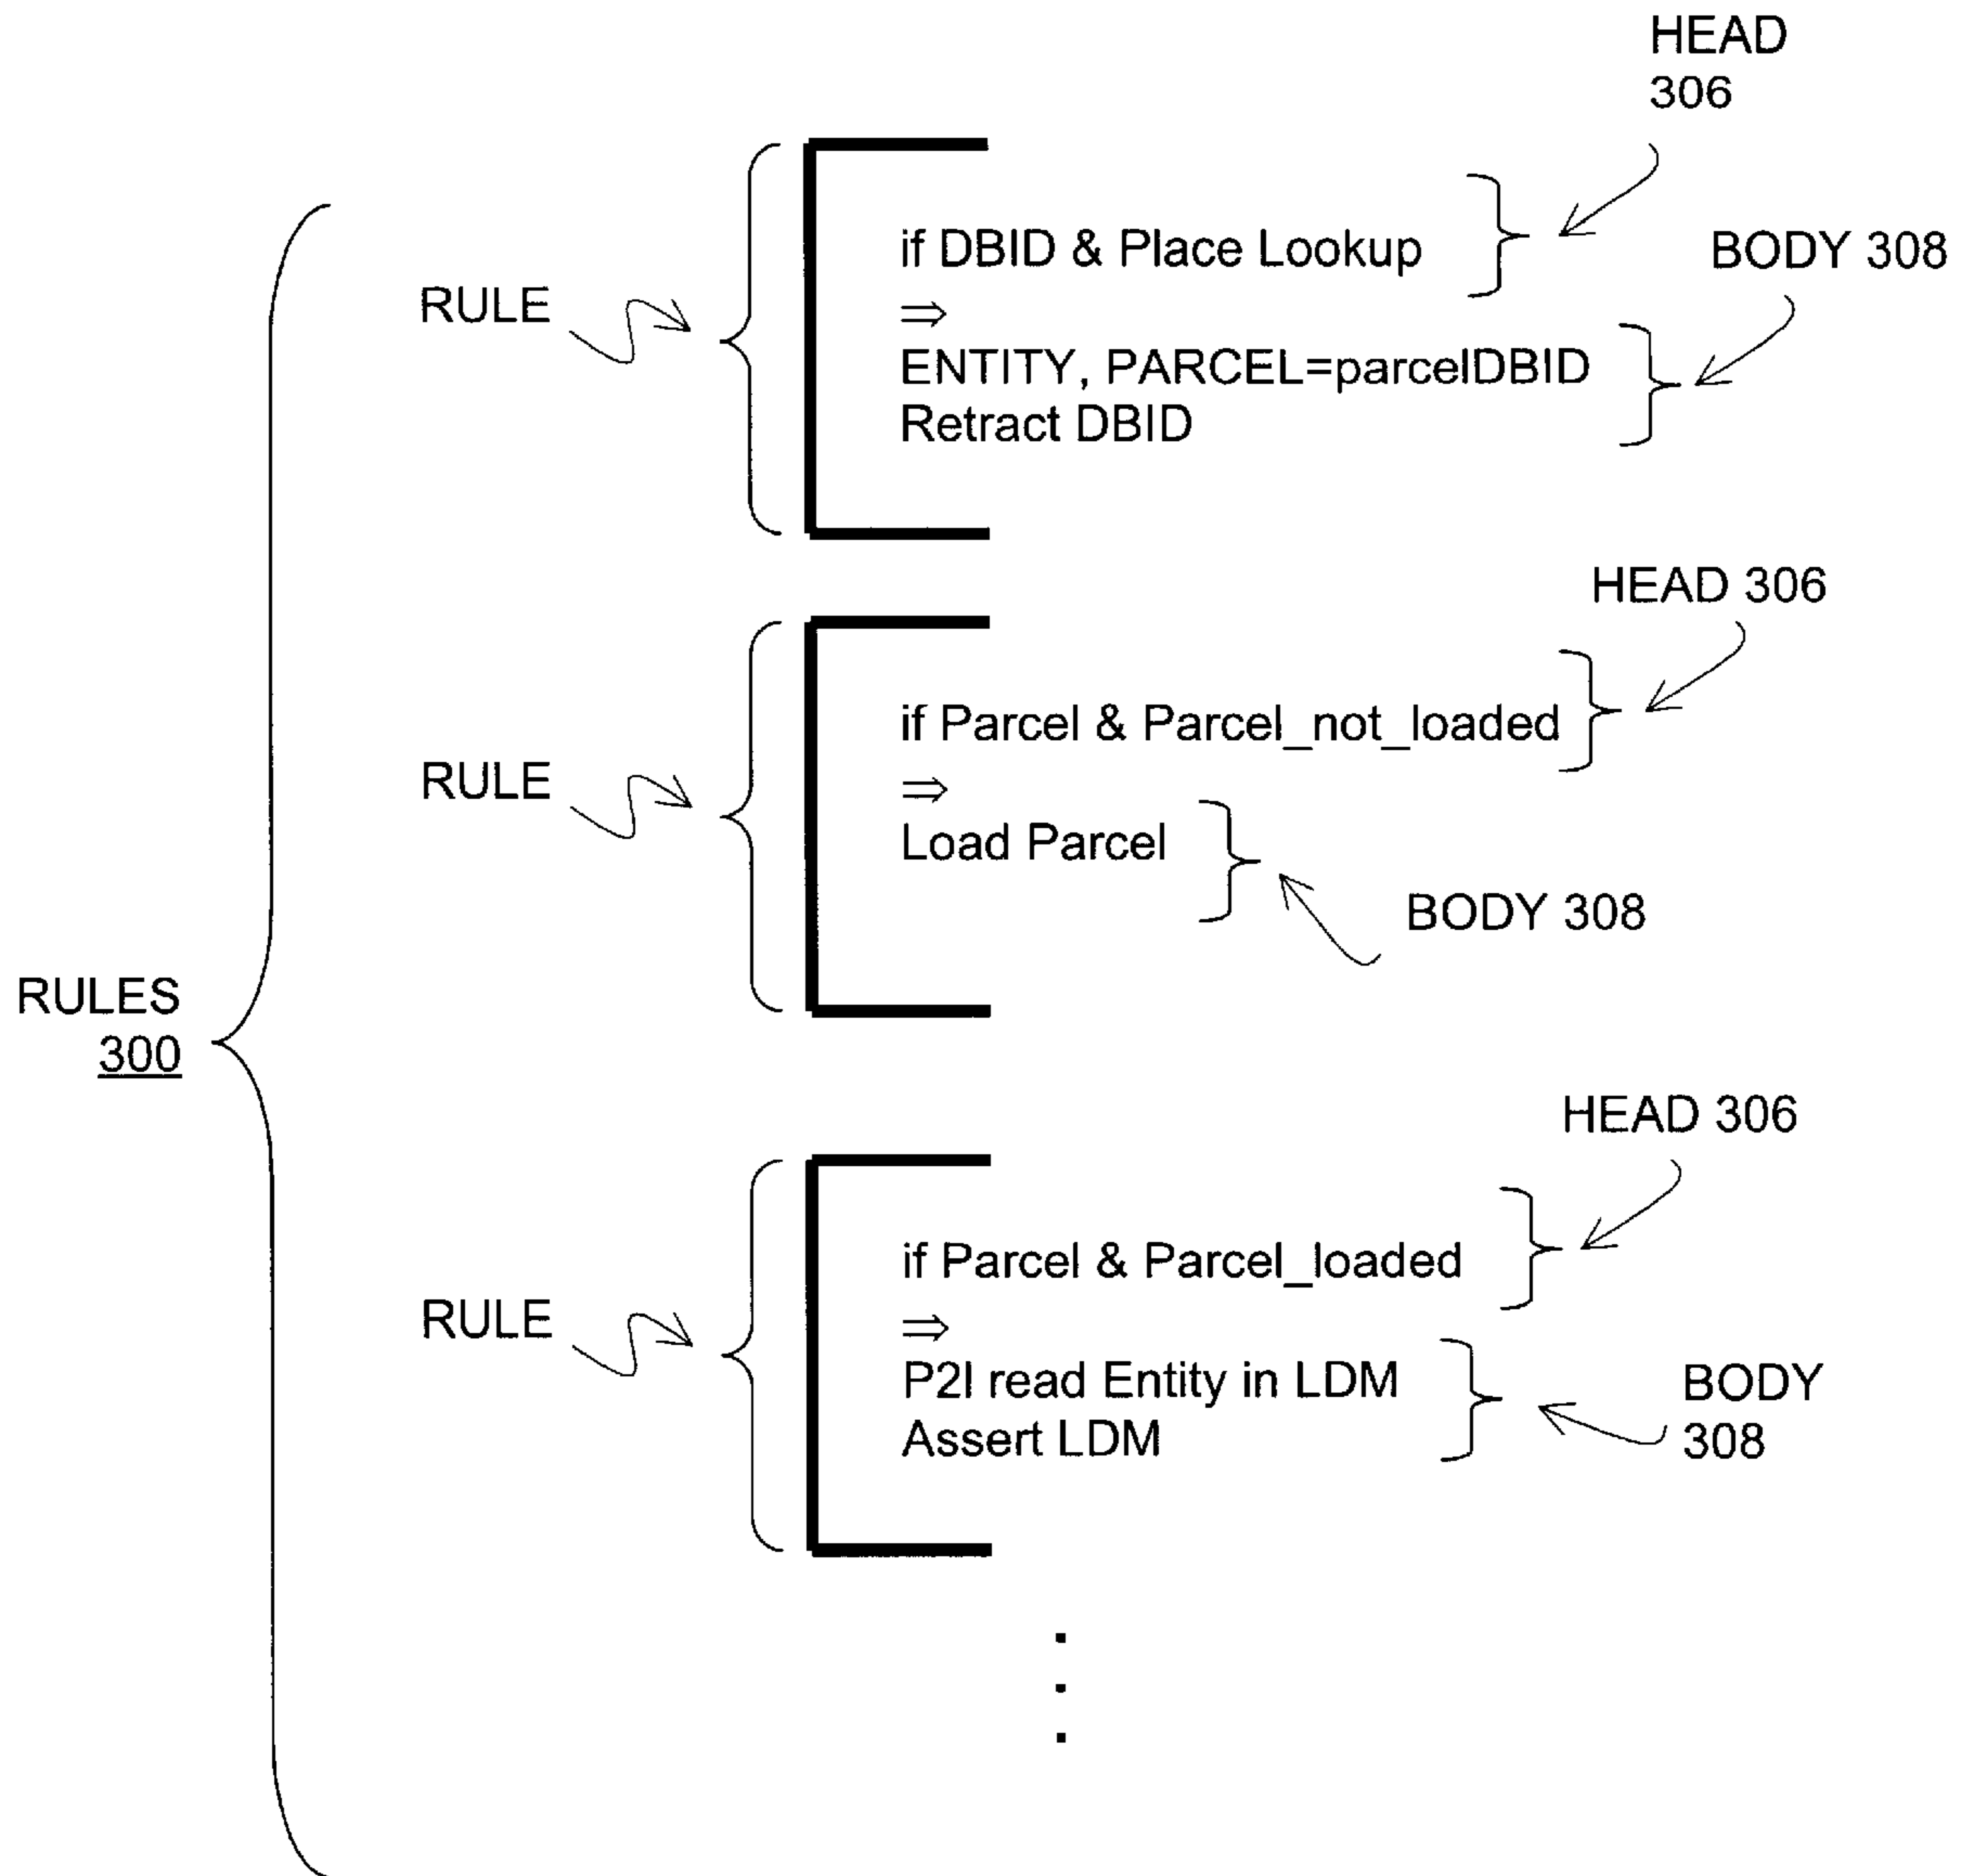 HEAD
306
if DBID & Place Lookup
BODY 308
RULE
⇒
ENTITY, PARCEL=parcelDBID
Retract DBID
HEAD 306
if Parcel & Parcel_not_loaded
RULE
⇒
Load Parcel
BODY 308
RULES
300
HEAD 306
if Parcel & Parcel_loaded
RULE
⇒
P2I read Entity in LDM
Assert LDM
BODY
308